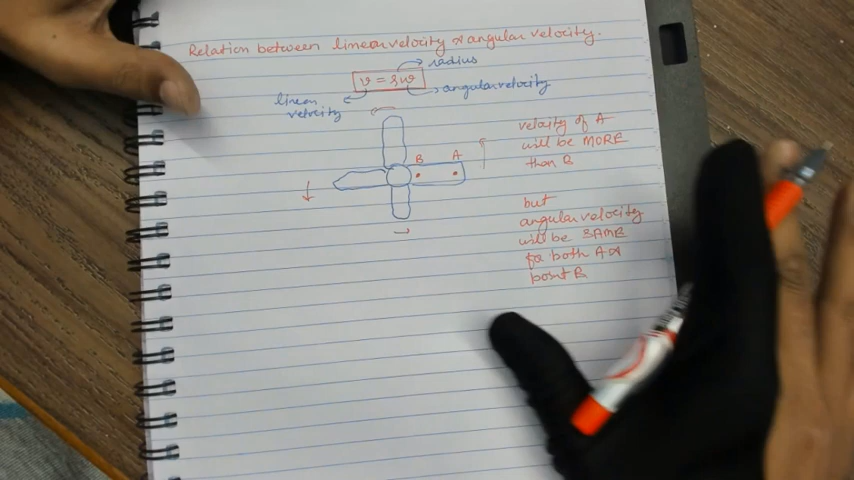 Relation between linear velocity & angular velocity.
radius
v = rω
linear velocity
angular velocity
B A
velocity of A
will be MORE
than B
but
angular velocity
will be SAME
for both A &
point B